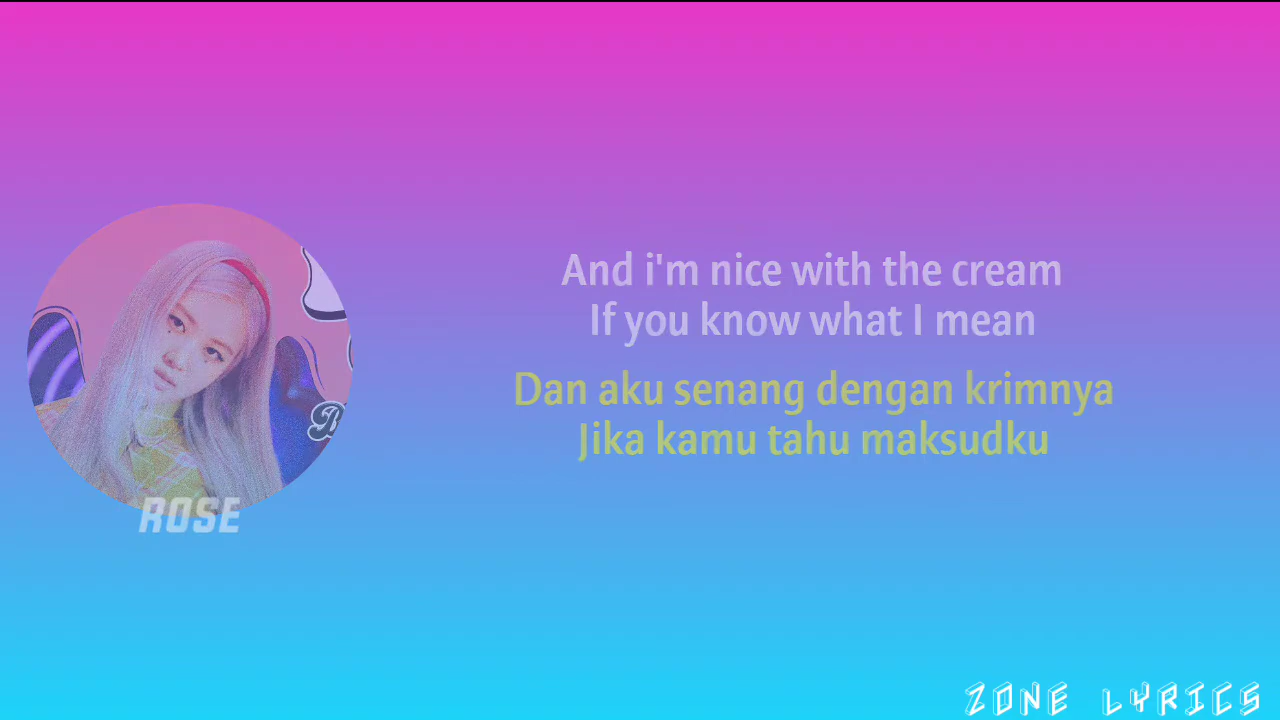 And i'm nice with the cream
If you know what I mean
Dan aku senang dengan krimnya
Jika kamu tahu maksudku
B
ROSE
ZONE LYRICS